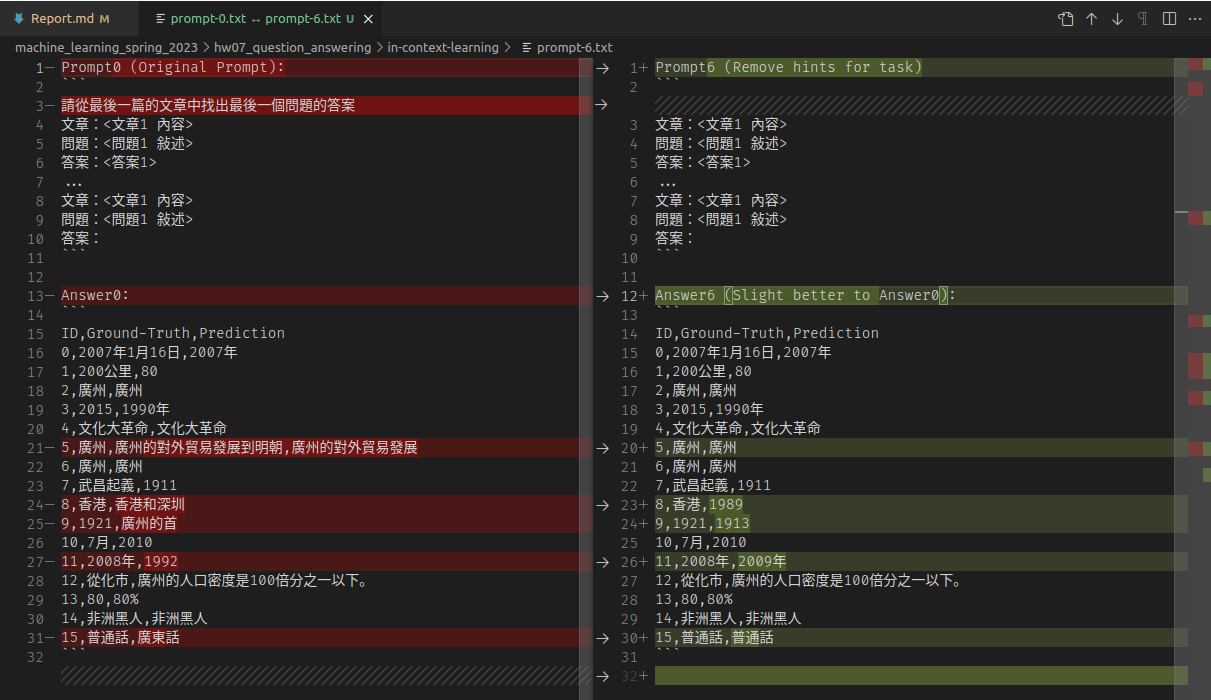 Report.md M
prompt-0.txt ↔ prompt-6.txt U
machine_learning_spring_2023 > hw07_question_answering > in-context-learning > prompt-6.txt
1− Prompt0 (Original Prompt):
2 ```
3− 請從最後一篇的文章中找出最後一個問題的答案
4 文章：<文章1 內容>
5 問題：<問題1 敍述>
6 答案：<答案1>
7 ...
8 文章：<文章1 內容>
9 問題：<問題1 敍述>
10 答案：
11 ```
12
13− Answer0:
14 ```
15 ID,Ground-Truth,Prediction
16 0,2007年1月16日,2007年
17 1,200公里,80
18 2,廣州,廣州
19 3,2015,1990年
20 4,文化大革命,文化大革命
21− 5,廣州,廣州的對外貿易發展到明朝,廣州的對外貿易發展
22 6,廣州,廣州
23 7,武昌起義,1911
24− 8,香港,香港和深圳
25− 9,1921,廣州的首
26 10,7月,2010
27− 11,2008年,1992
28 12,從化市,廣州的人口密度是100倍分之一以下。
29 13,80,80%
30 14,非洲黑人,非洲黑人
31− 15,普通話,廣東話
32 ```
1+ Prompt6 (Remove hints for task)
2 ```
3 文章：<文章1 內容>
4 問題：<問題1 敍述>
5 答案：<答案1>
6 ...
7 文章：<文章1 內容>
8 問題：<問題1 敍述>
9 答案：
10 ```
11
12+ Answer6 (Slight better to Answer0):
13 ```
14 ID,Ground-Truth,Prediction
15 0,2007年1月16日,2007年
16 1,200公里,80
17 2,廣州,廣州
18 3,2015,1990年
19 4,文化大革命,文化大革命
20+ 5,廣州,廣州
21 6,廣州,廣州
22 7,武昌起義,1911
23+ 8,香港,1989
24+ 9,1921,1913
25 10,7月,2010
26+ 11,2008年,2009年
27 12,從化市,廣州的人口密度是100倍分之一以下。
28 13,80,80%
29 14,非洲黑人,非洲黑人
30+ 15,普通話,普通話
31 ```
32+